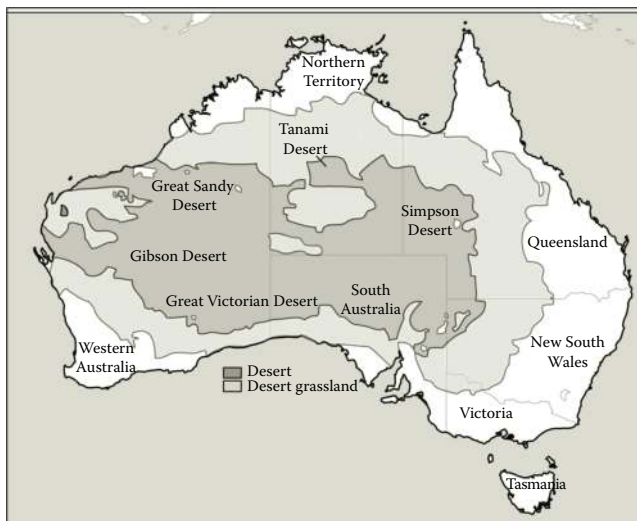 Northern
Territory
Tanami
Desert
Great Sandy
Desert
Simpson
Desert
Queensland
Gibson Desert
Great Victorian Desert
South
Australia
Western
Australia
New South
Wales
Desert
Desert grassland
Victoria
Tasmania